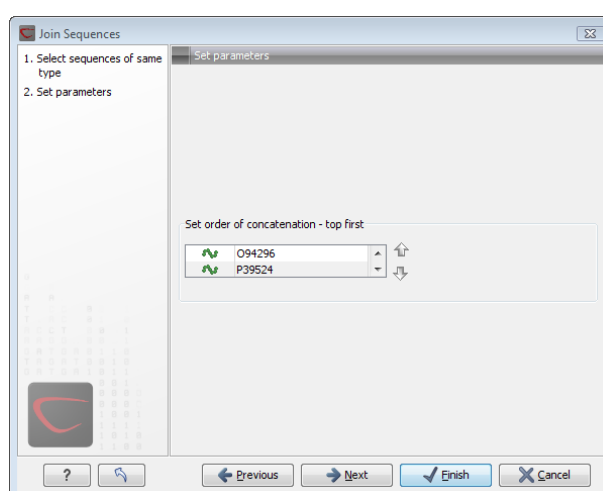 Join Sequences
1. Select sequences of same
type
2. Set parameters
Set parameters
Set order of concatenation - top first
O94296
P39524
?
Previous
Next
Finish
Cancel